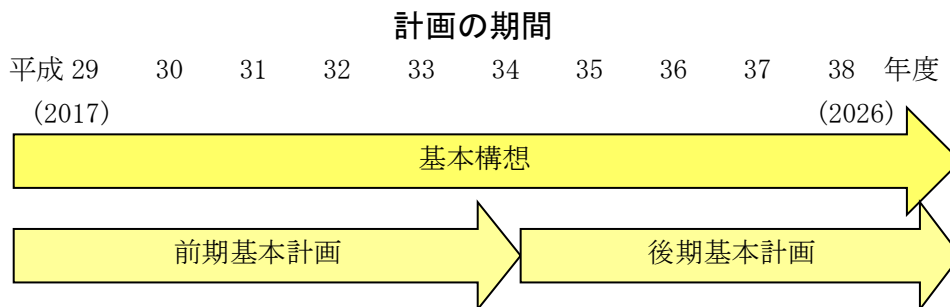 計画の期間
平成 29 30 31 32 33 34 35 36 37 38 年度
(2017) (2026)
基本構想
前期基本計画 後期基本計画